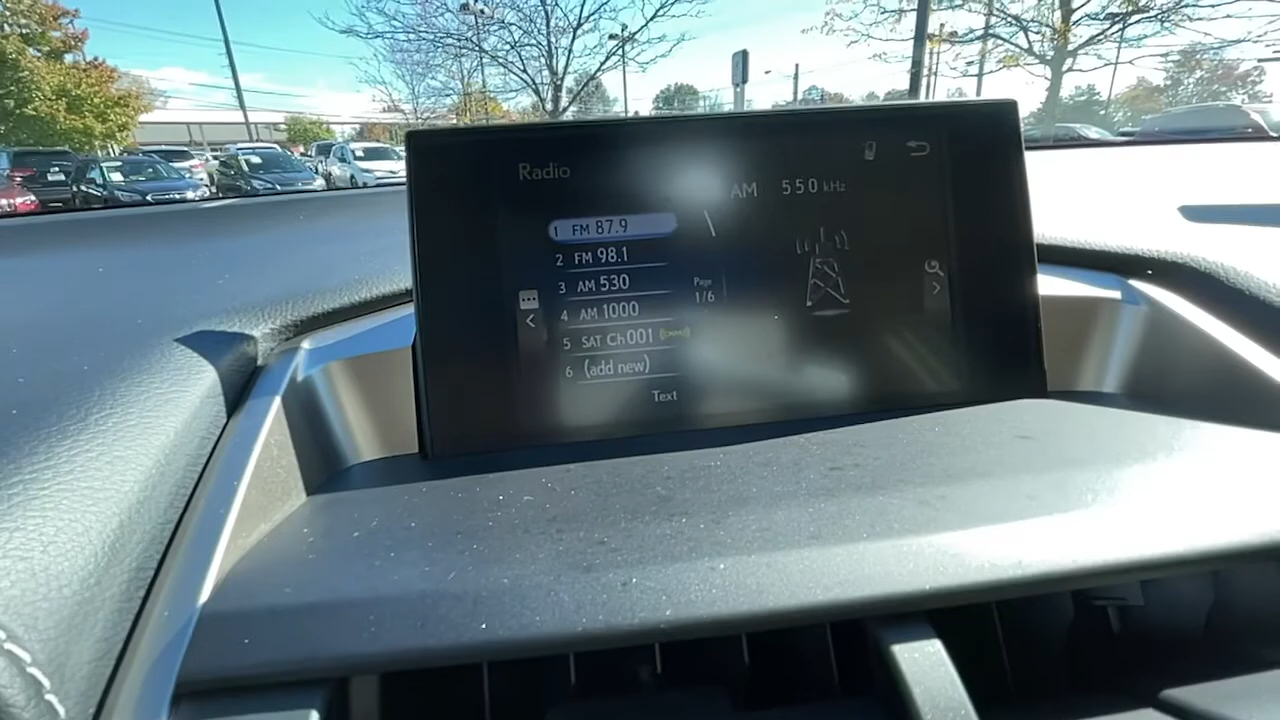 Radio
AM 550 kHz
1 FM 87.9
2 FM 98.1
3 AM 530
4 AM 1000
5 SAT Ch001
6 (add new)
Page
1/6
Text